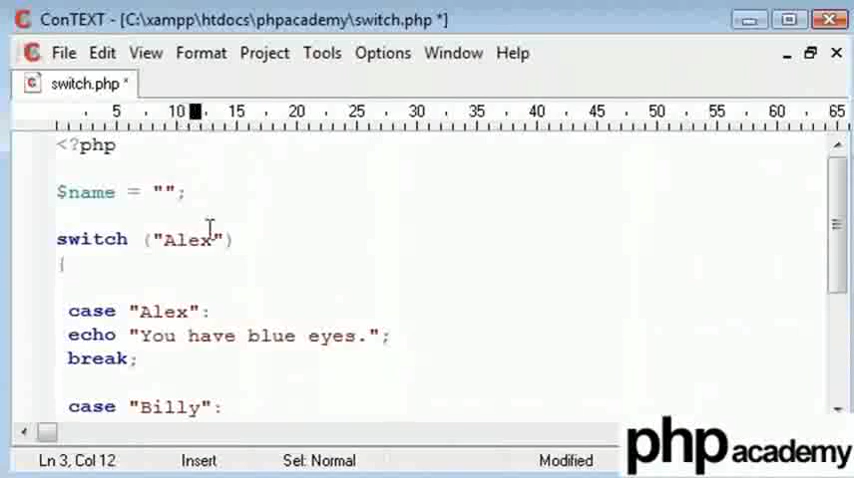 ConTEXT - [C:\xampp\htdocs\phpacademy\switch.php *]
File Edit View Format Project Tools Options Window Help
switch.php *
5 10 15 20 25 30 35 40 45 50 55 60 65
<?php
$name = "";
switch ("Alex")
{
case "Alex":
echo "You have blue eyes.";
break;
case "Billy":
Ln 3, Col 12 Insert Sel: Normal Modified
php academy